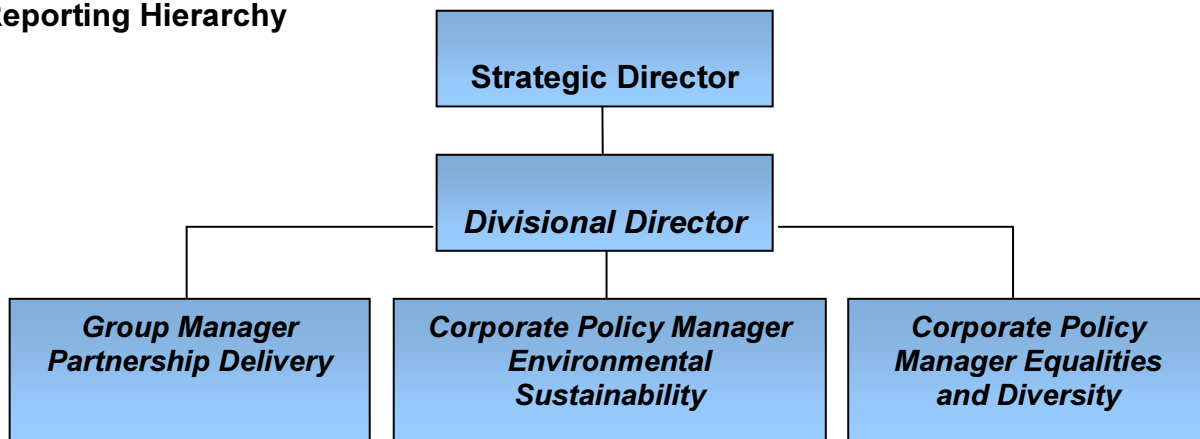 Reporting Hierarchy
Strategic Director
Divisional Director
Group Manager
Partnership Delivery
Corporate Policy Manager
Environmental
Sustainability
Corporate Policy
Manager Equalities
and Diversity